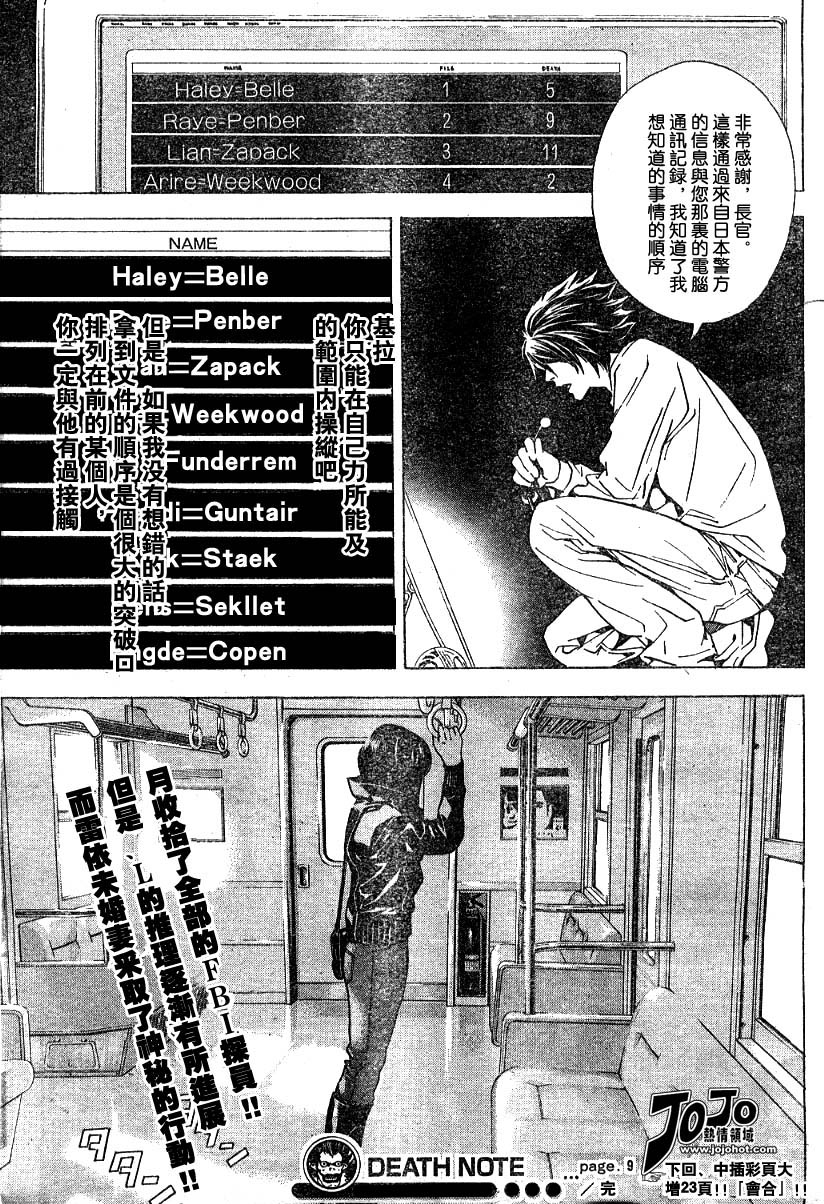 NAME FILE DEATH
Haley-Belle 1 5
Raye-Penber 2 9
Lian-Zapack 3 11
Arire-Weekwood 4 2
非常感謝，長官。
這樣通過來自日本警方
的信息與您那裏的電腦
通訊記録，我知道了我
想知道的事情的順序
NAME
Haley=Belle
Penber
Zapack
Weekwood
Funderrem
Guntair
Staek
Sekllet
Copen
基拉
你只能在自己力所能及
的範圍内操縱吧
但是，如果我没有想錯的話
拿到文件的順序是個很大的突破口
排列在前的某個人，
你一定與他有過接觸
月收拾了全部的FBI探員!!
但是、L的推理逐漸有所進展
而雷依未婚妻采取了神秘的行動!!
タタン
タタン
DEATH NOTE
... page. 9
／完
JOJO
熱情領域
www.jojohot.com
下回、中插彩頁大
增23頁!!「會合」!!